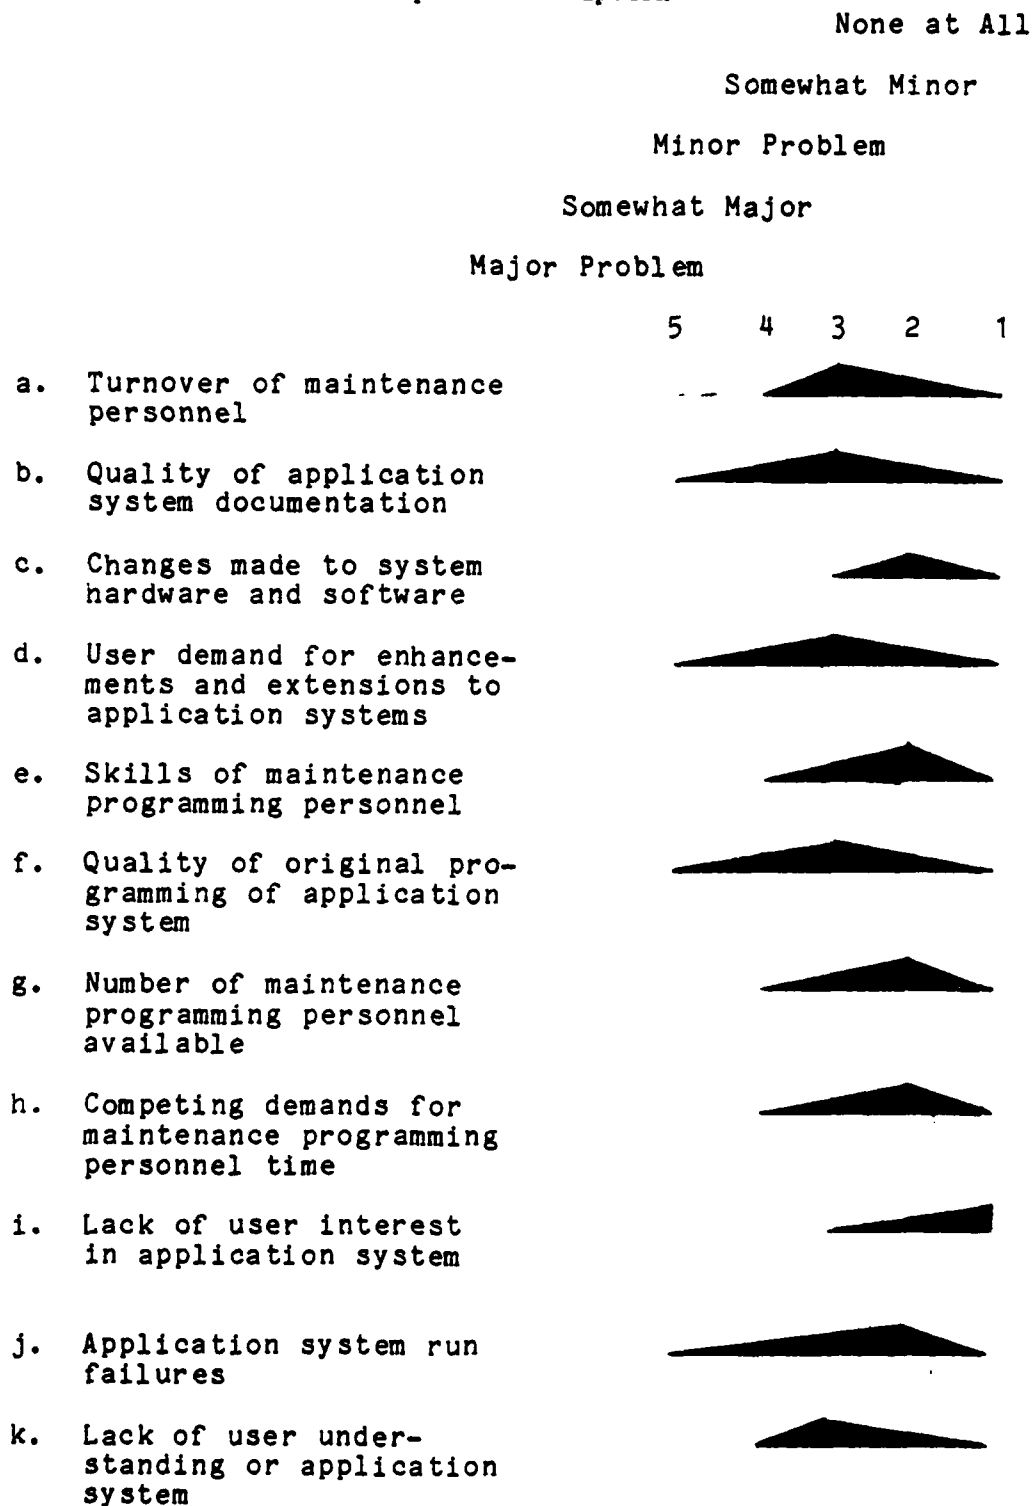 None at All
Somewhat Minor
Minor Problem
Somewhat Major
Major Problem
5 4 3 2 1
a. Turnover of maintenance
personnel
b. Quality of application
system documentation
c. Changes made to system
hardware and software
d. User demand for enhance-
ments and extensions to
application systems
e. Skills of maintenance
programming personnel
f. Quality of original pro-
gramming of application
system
g. Number of maintenance
programming personnel
available
h. Competing demands for
maintenance programming
personnel time
i. Lack of user interest
in application system
j. Application system run
failures
k. Lack of user under-
standing or application
system